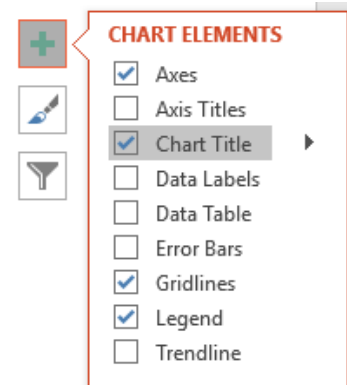 CHART ELEMENTS
Axes
Axis Titles
Chart Title
Data Labels
Data Table
Error Bars
Gridlines
Legend
Trendline